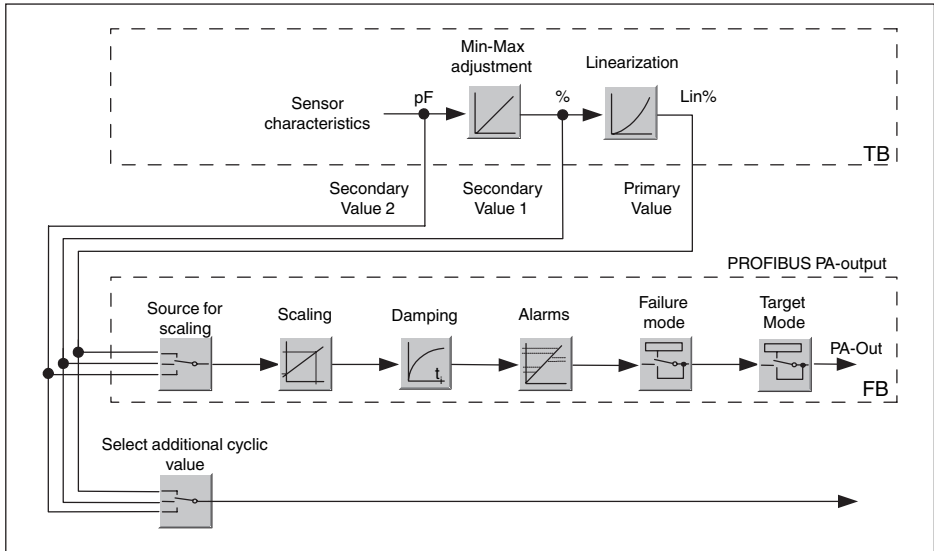 Min-Max
adjustment
Linearization
Sensor
characteristics
pF
%
Lin%
TB
Secondary
Value 2
Secondary
Value 1
Primary
Value
PROFIBUS PA-output
Source for
scaling
Scaling
Damping
Alarms
Failure
mode
Target
Mode
t
PA-Out
FB
Select additional cyclic
value